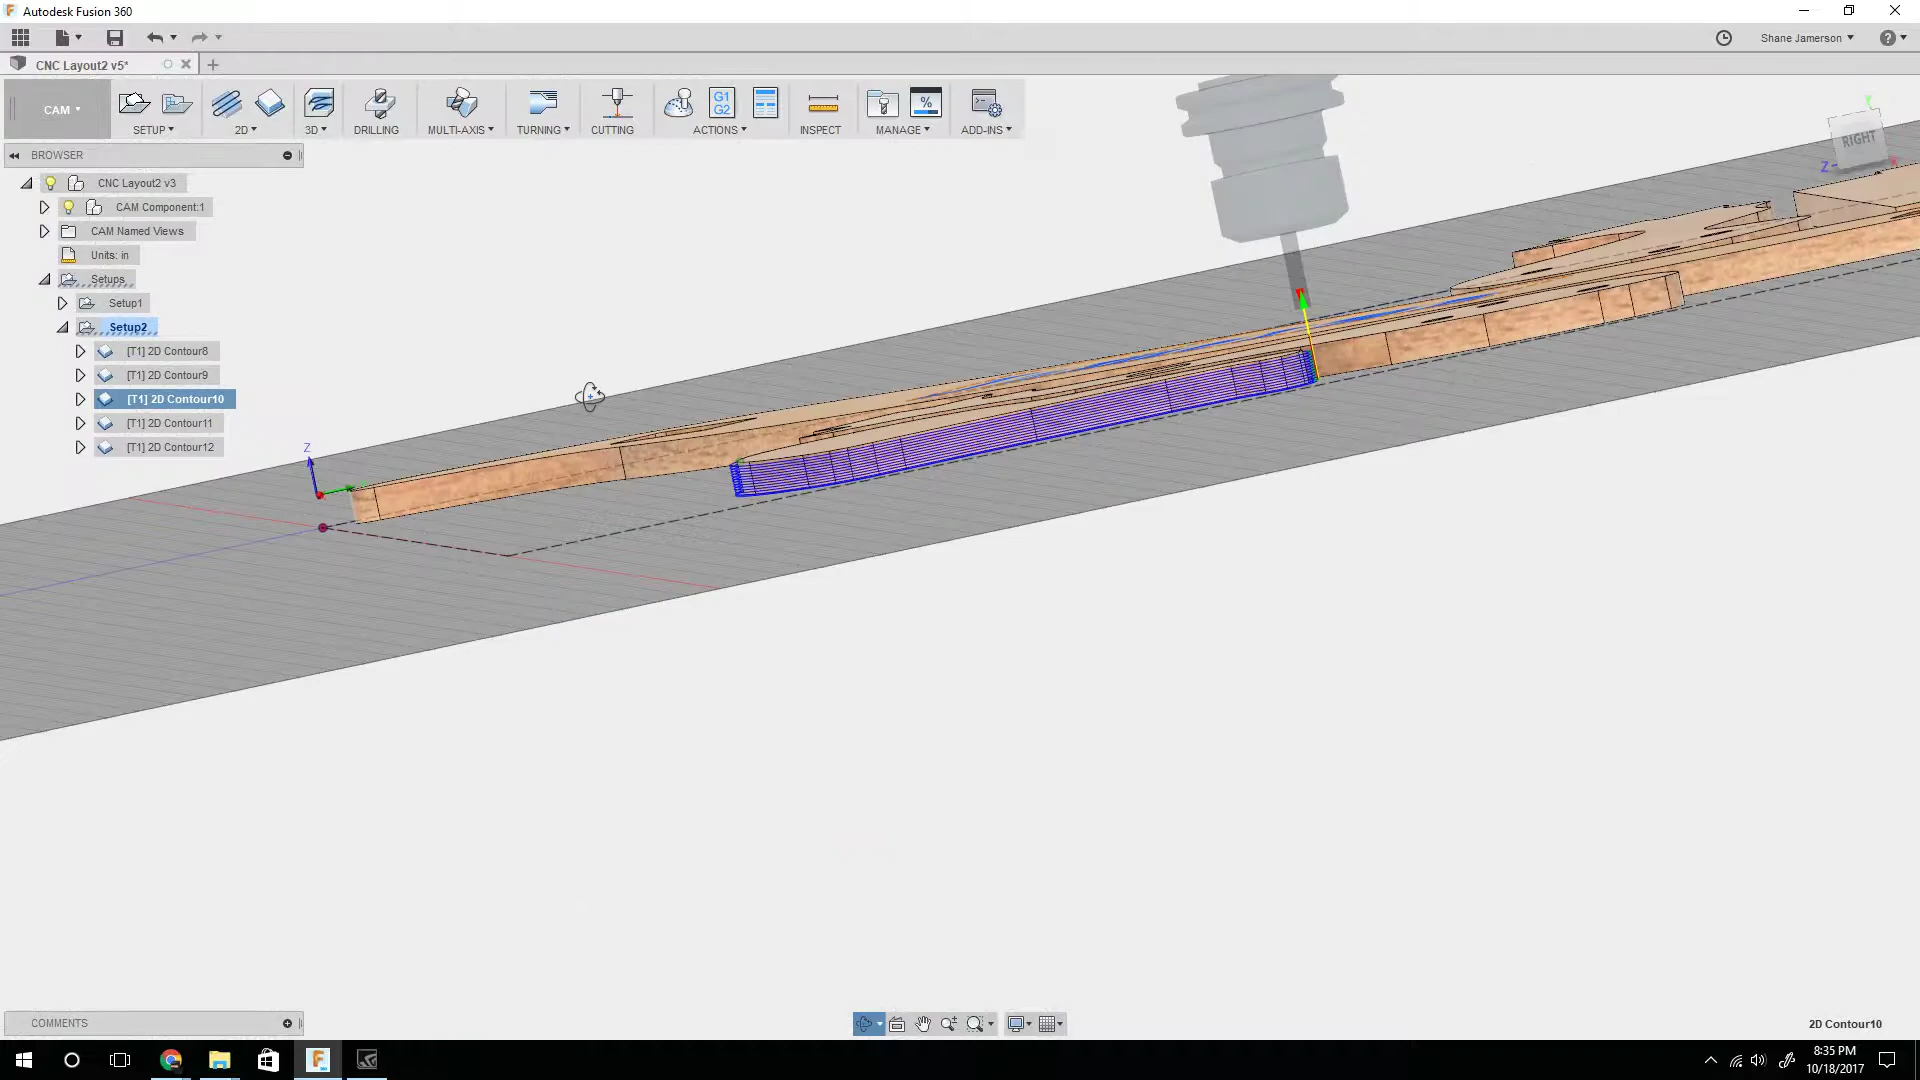 Autodesk Fusion 360
Shane Jamerson
CNC Layout2 v5*
CAM
G1
G2
%
SETUP
2D
3D
DRILLING
MULTI-AXIS
TURNING
CUTTING
ACTIONS
INSPECT
MANAGE
ADD-INS
BROWSER
CNC Layout2 v3
CAM Component:1
CAM Named Views
Units: in
Setups
Setup1
Setup2
[T1] 2D Contour8
[T1] 2D Contour9
[T1] 2D Contour10
[T1] 2D Contour11
[T1] 2D Contour12
Z
RIGHT
Z
COMMENTS
2D Contour10
8:35 PM
10/18/2017